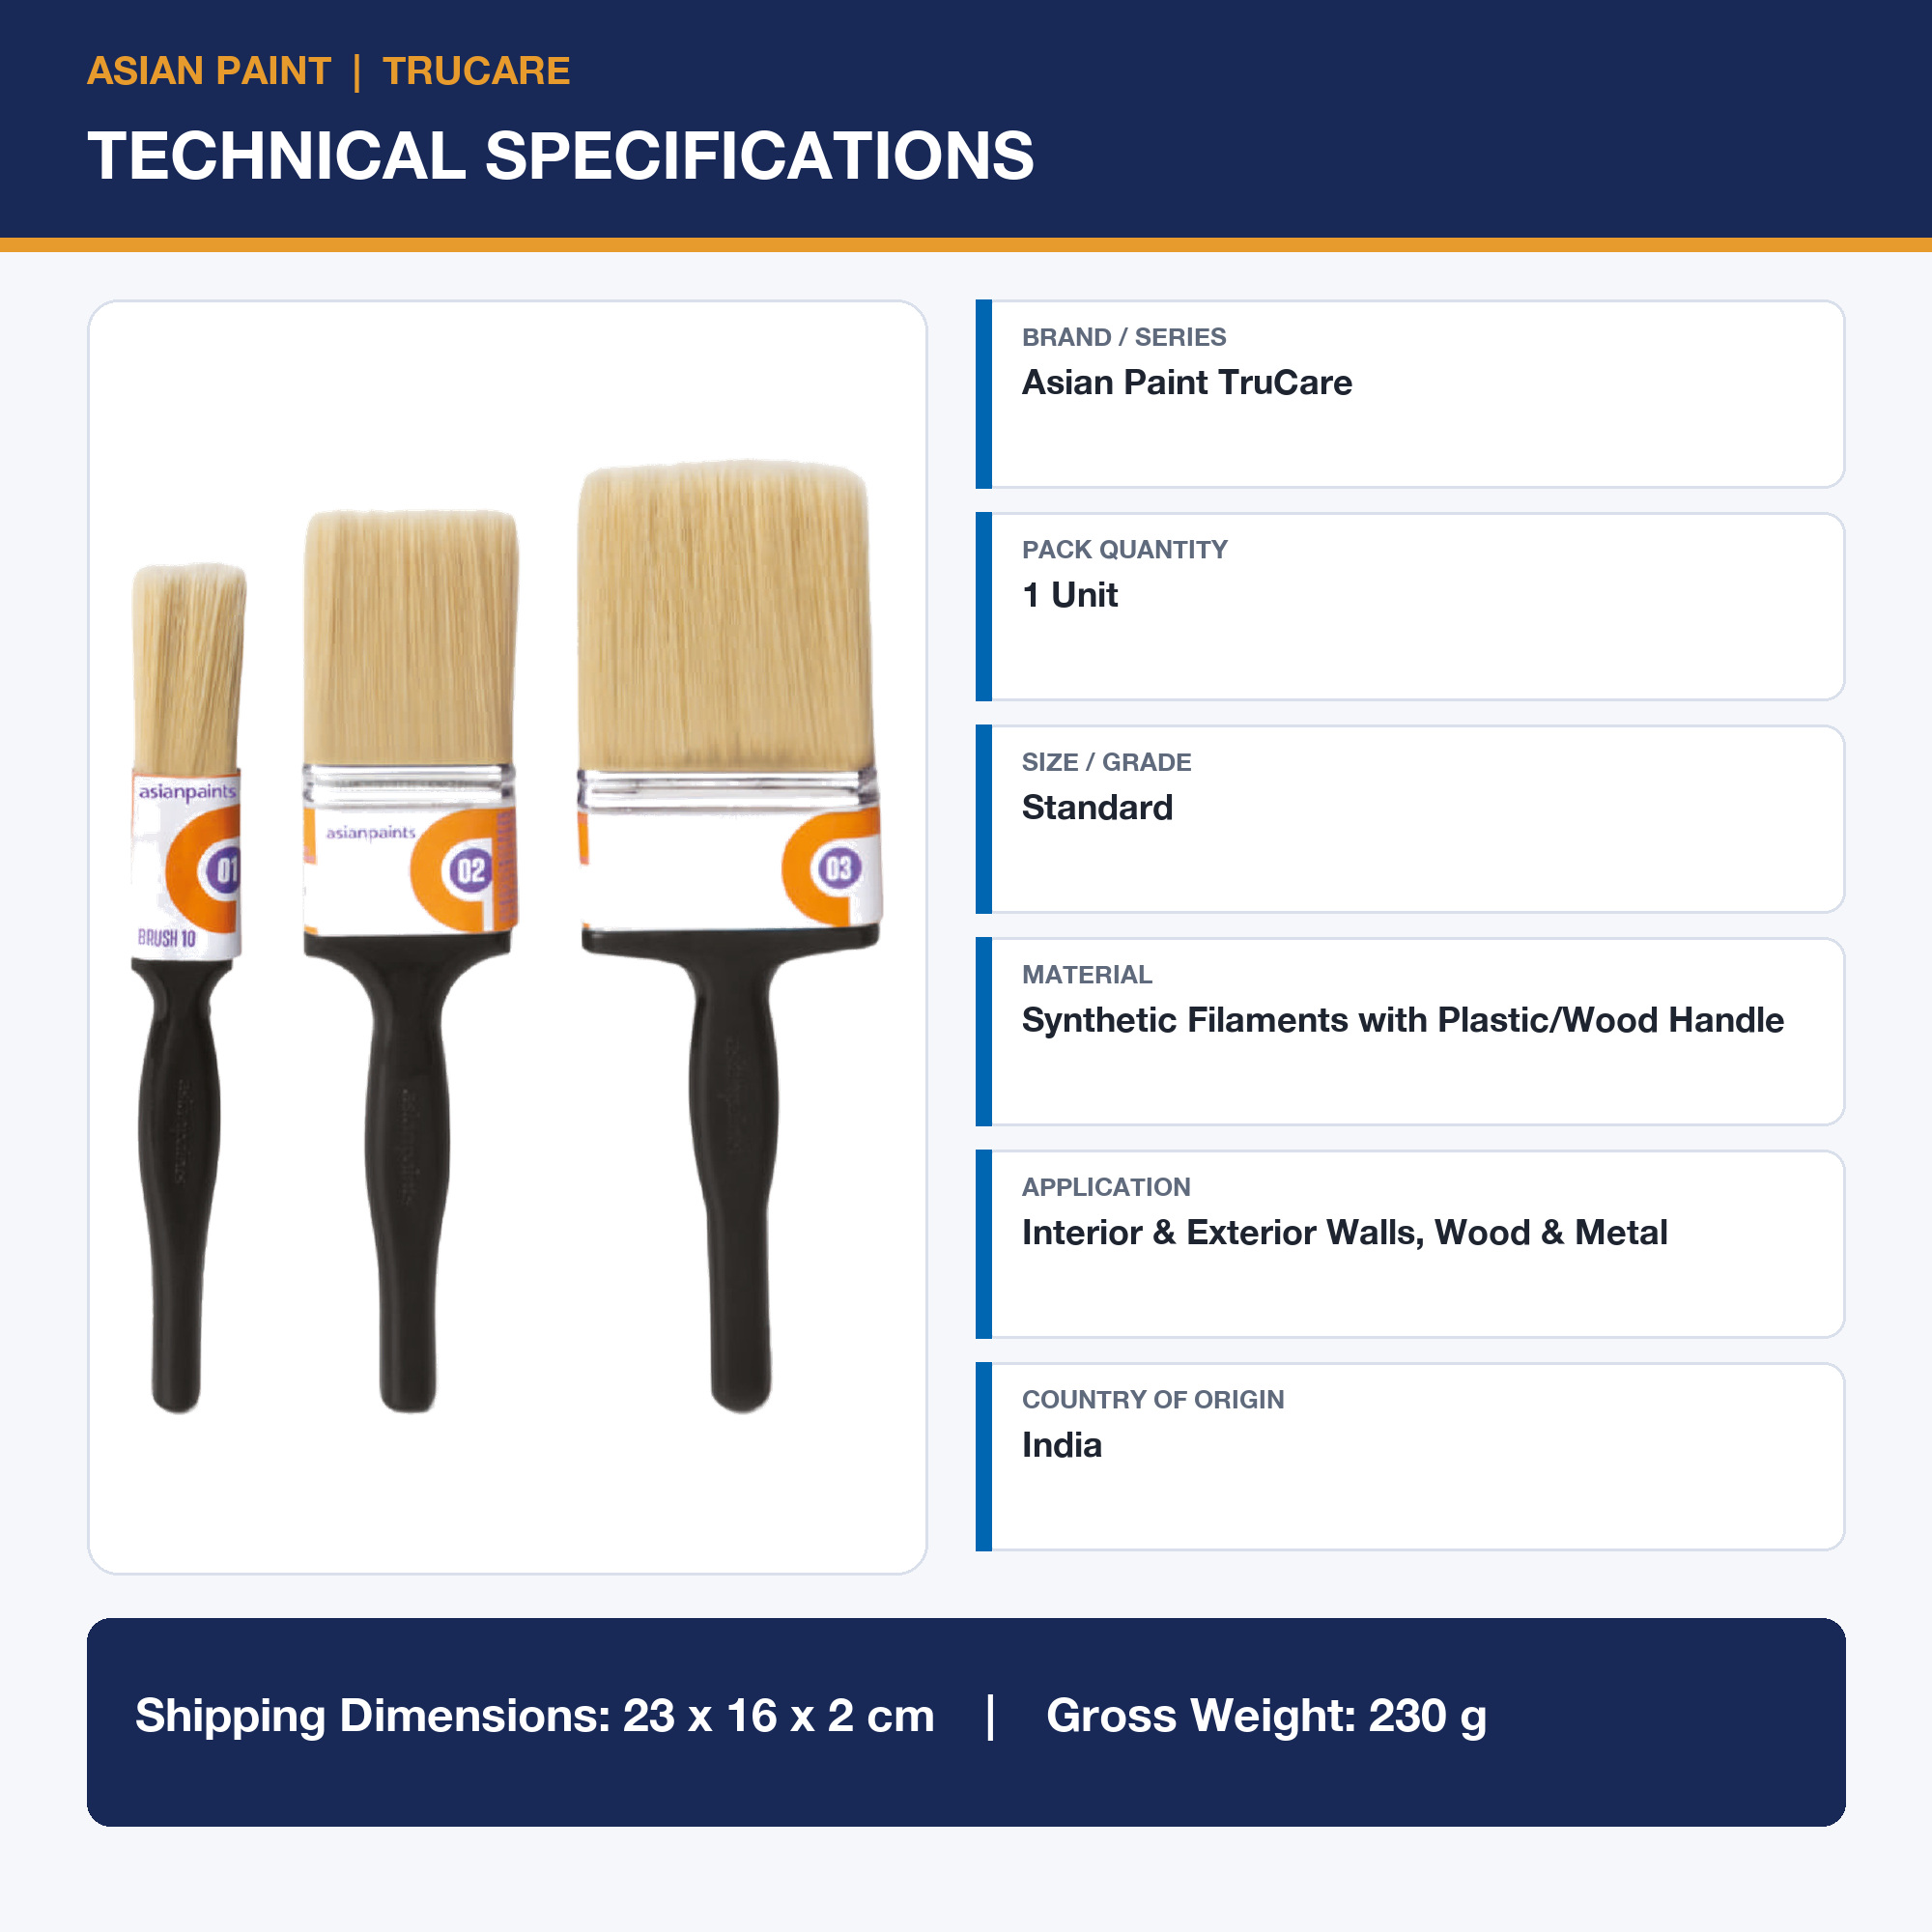 ASIAN PAINT | TRUCARE
TECHNICAL SPECIFICATIONS
asianpaints
01
BRUSH 10
asianpaints
02
03
BRAND / SERIES
Asian Paint TruCare
PACK QUANTITY
1 Unit
SIZE / GRADE
Standard
MATERIAL
Synthetic Filaments with Plastic/Wood Handle
APPLICATION
Interior & Exterior Walls, Wood & Metal
COUNTRY OF ORIGIN
India
Shipping Dimensions: 23 x 16 x 2 cm | Gross Weight: 230 g